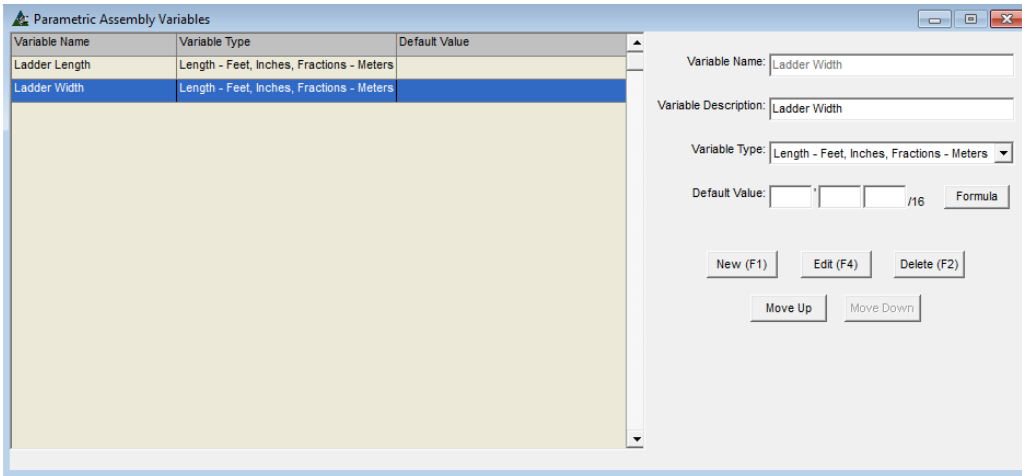 Parametric Assembly Variables
Variable Name Variable Type Default Value
Ladder Length Length - Feet, Inches, Fractions - Meters
Ladder Width Length - Feet, Inches, Fractions - Meters
Variable Name: Ladder Width
Variable Description: Ladder Width
Variable Type: Length - Feet, Inches, Fractions - Meters
Default Value: ' /16 Formula
New (F1) Edit (F4) Delete (F2)
Move Up Move Down